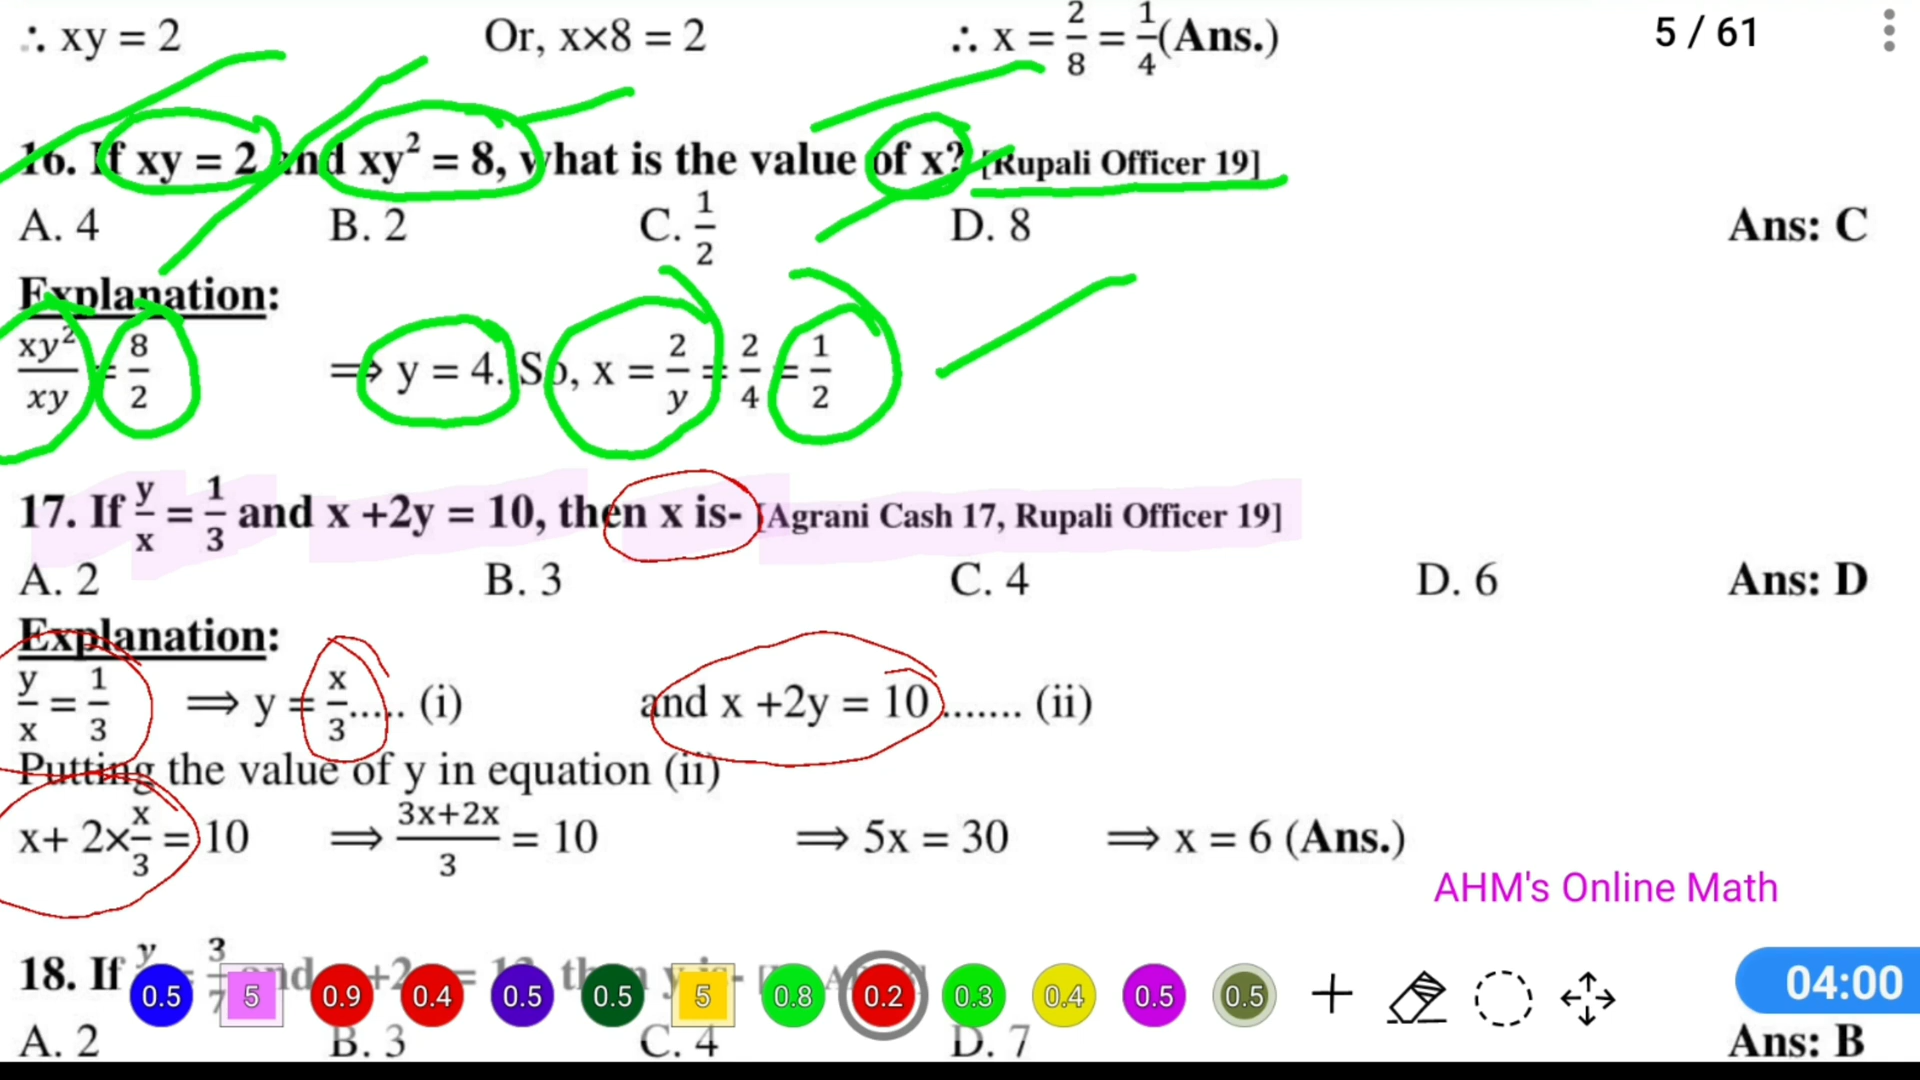 ∴ xy = 2 Or, x×8 = 2 ∴ x = 2/8 = 1/4 (Ans.) 5 / 61
16. If xy = 2 and xy² = 8, what is the value of x? [Rupali Officer 19]
A. 4 B. 2 C. 1/2 D. 8 Ans: C
Explanation:
xy²/xy = 8/2 ⟹ y = 4. So, x = 2/y = 2/4 = 1/2
17. If y/x = 1/3 and x +2y = 10, then x is- [Agrani Cash 17, Rupali Officer 19]
A. 2 B. 3 C. 4 D. 6 Ans: D
Explanation:
y/x = 1/3 ⟹ y = x/3..... (i) and x +2y = 10 ....... (ii)
Putting the value of y in equation (ii)
x+ 2×x/3 = 10 ⟹ 3x+2x/3 = 10 ⟹ 5x = 30 ⟹ x = 6 (Ans.)
AHM's Online Math
18. If y 3/7 nd +2 =
0.5 5 0.9 0.4 0.5 0.5 5 0.8 0.2 0.3 0.4 0.5 0.5 04:00
A. 2 B. 3 C. 4 D. 7 Ans: B